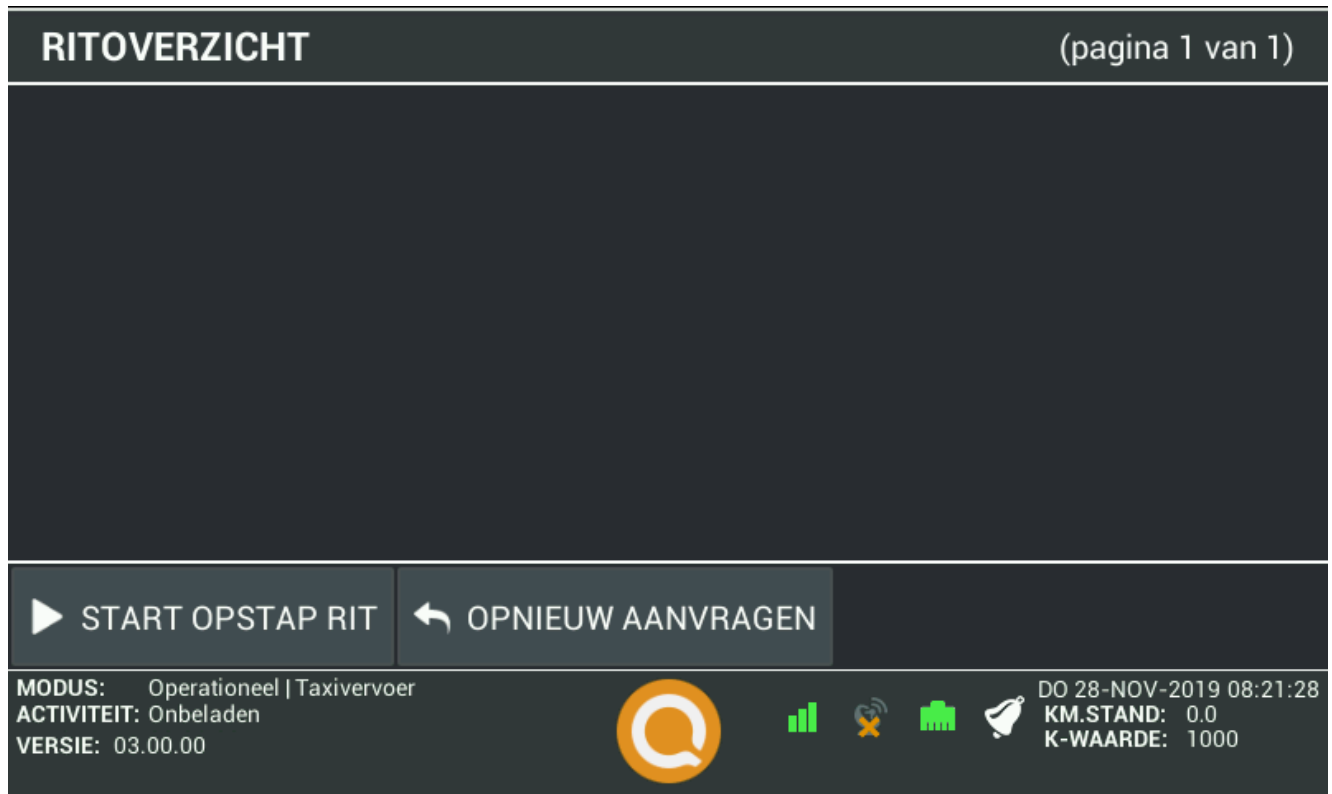 RITOVERZICHT (pagina 1 van 1)
START OPSTAP RIT OPNIEUW AANVRAGEN
MODUS: Operationeel | Taxivervoer
ACTIVITEIT: Onbeladen
VERSIE: 03.00.00
DO 28-NOV-2019 08:21:28
KM.STAND: 0.0
K-WAARDE: 1000